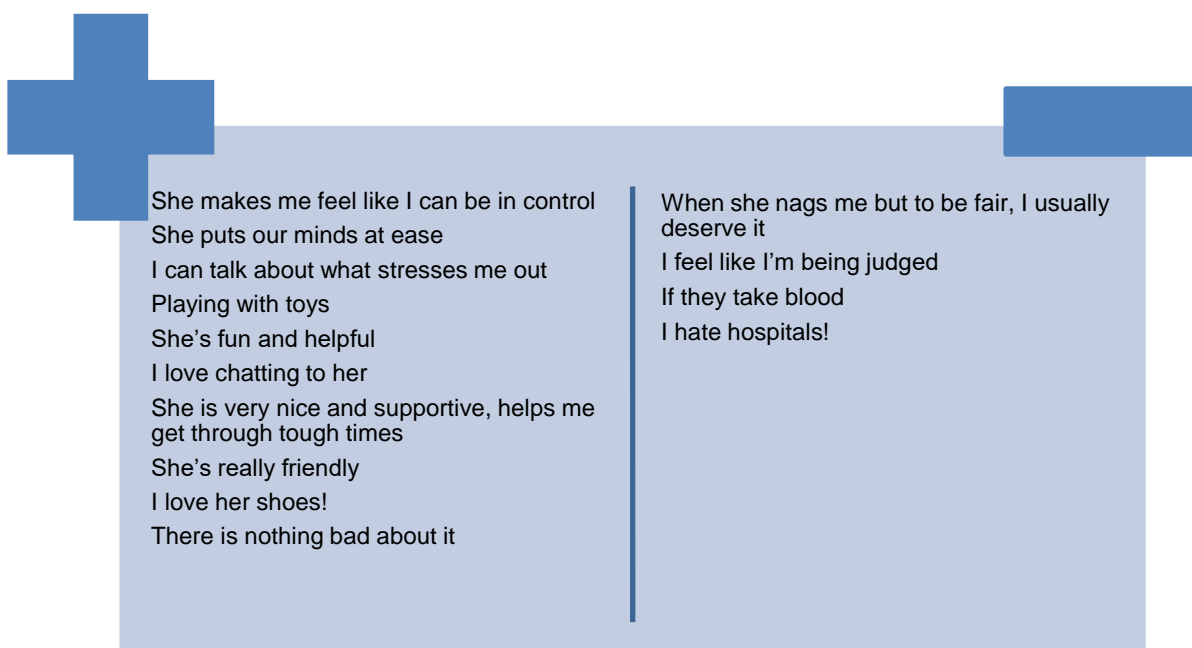 She makes me feel like I can be in control
She puts our minds at ease
I can talk about what stresses me out
Playing with toys
She’s fun and helpful
I love chatting to her
She is very nice and supportive, helps me
get through tough times
She’s really friendly
I love her shoes!
There is nothing bad about it
When she nags me but to be fair, I usually
deserve it
I feel like I’m being judged
If they take blood
I hate hospitals!